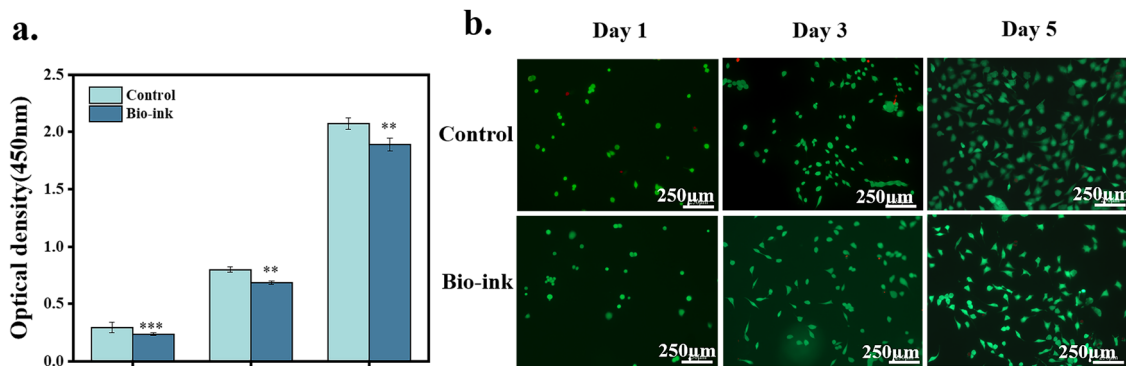 a.
Optical density(450nm)
2.5
2.0
1.5
1.0
0.5
0.0
Control
Bio-ink
***
**
**
b.
Day 1
Day 3
Day 5
Control
250μm
250μm
250μm
Bio-ink
250μm
250μm
250μm